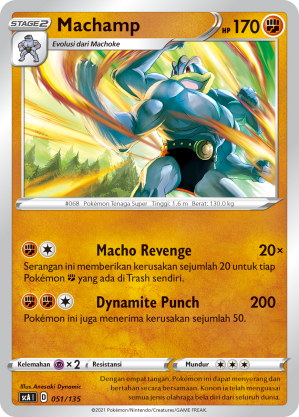 STAGE2
Machamp
HP 170
Evolusi dari Machoke
#068 Pokémon Tenaga Super Tinggi: 1,6 m Berat: 130,0 kg
Macho Revenge 20×
Serangan ini memberikan kerusakan sejumlah 20 untuk tiap
Pokémon yang ada di Trash sendiri.
Dynamite Punch 200
Pokémon ini juga menerima kerusakan sejumlah 50.
Kelemahan × 2 Resistansi Mundur
Illus. Anesaki Dynamic
sc1 I D 051/135
Dengan empat tangan, Pokémon ini dapat menyerang dan
bertahan secara bersamaan. Konon ia telah menguasai
semua jenis olahraga bela diri dari seluruh dunia.
©2021 Pokémon/Nintendo/Creatures/GAME FREAK.